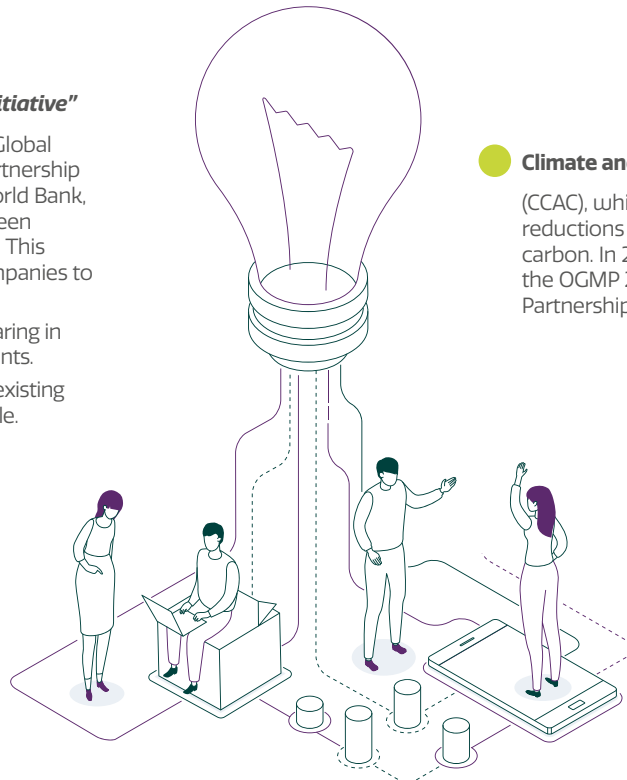 itiative”
Global
rtnership
orld Bank,
een
This
mpanies to
aring in
nts.
existing
le.
Climate an
(CCAC), whi
reductions
carbon. In 2
the OGMP 2
Partnership